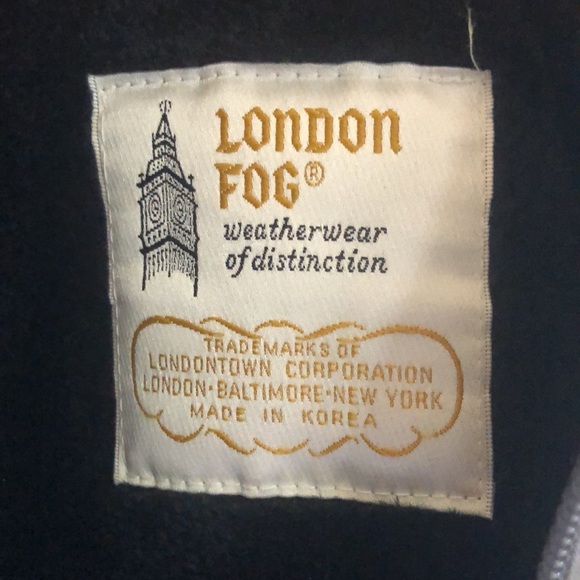 LONDON
FOG®
weatherwear
of distinction
TRADEMARKS OF
LONDONTOWN CORPORATION
LONDON·BALTIMORE·NEW YORK
MADE IN KOREA